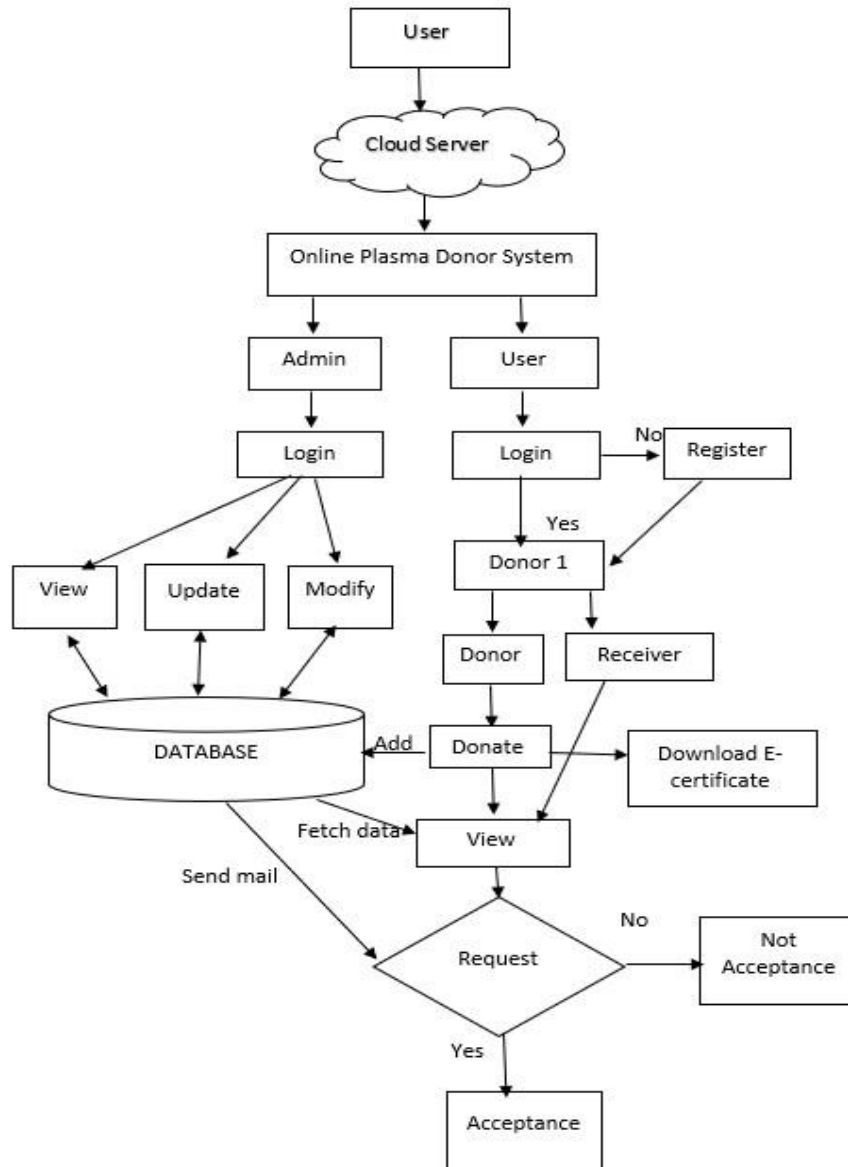 User
Cloud Server
Online Plasma Donor System
Admin
User
Login
Login
No
Register
Yes
View
Update
Modify
Donor 1
Donor
Receiver
DATABASE
Add
Donate
Download E-
certificate
Fetch data
View
Send mail
Request
No
Not
Acceptance
Yes
Acceptance